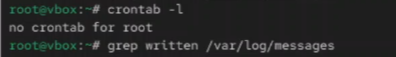 root@vbox:~# crontab -l
no crontab for root
root@vbox:~# grep written /var/log/messages